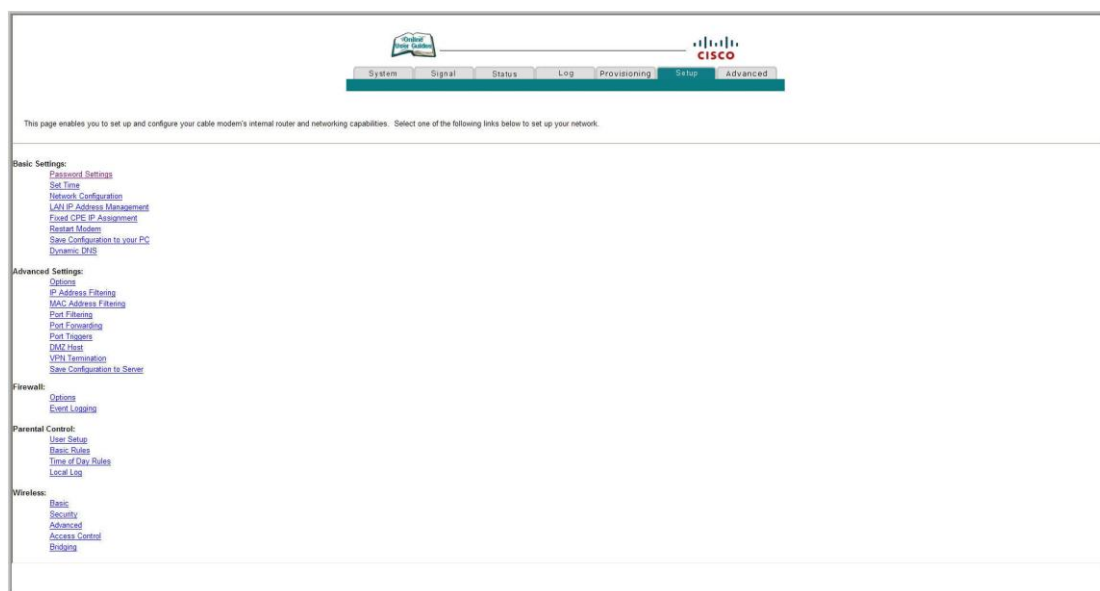 Online
User Guides
CISCO
System Signal Status Log Provisioning Setup Advanced
This page enables you to set up and configure your cable modem's internal router and networking capabilities. Select one of the following links below to set up your network.
Basic Settings:
Password Settings
Set Time
Network Configuration
LAN IP Address Management
Fixed CPE IP Assignment
Restart Modem
Save Configuration to your PC
Dynamic DNS
Advanced Settings:
Options
IP Address Filtering
MAC Address Filtering
Port Filtering
Port Forwarding
Port Triggers
DMZ Host
VPN Termination
Save Configuration to Server
Firewall:
Options
Event Logging
Parental Control:
User Setup
Basic Rules
Time of Day Rules
Local Log
Wireless:
Basic
Security
Advanced
Access Control
Bridging